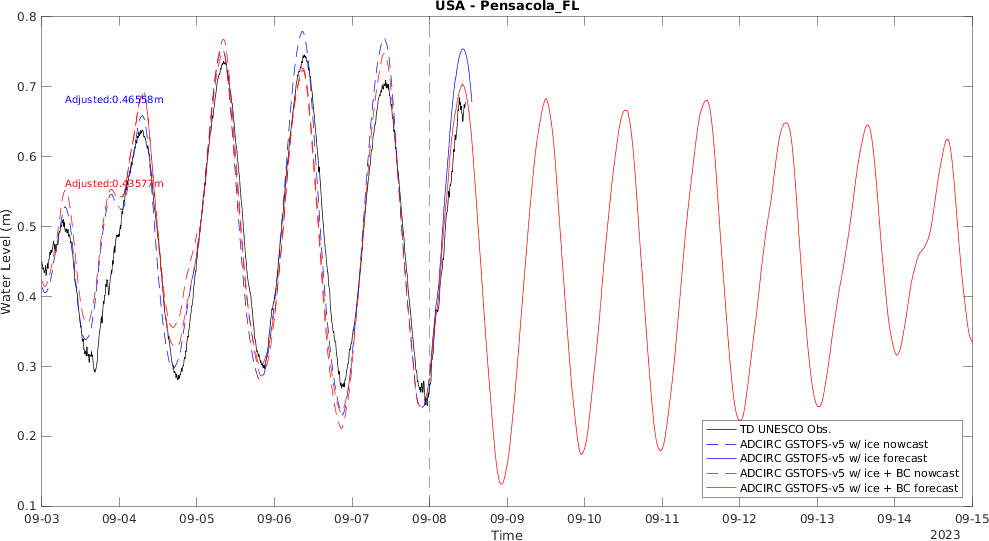 USA - Pensacola_FL
0.8
0.7
0.6
0.5
0.4
0.3
0.2
0.1
Water Level (m)
Adjusted:0.46558m
Adjusted:0.43577m
TD UNESCO Obs.
ADCIRC GSTOFS-v5 w/ ice nowcast
ADCIRC GSTOFS-v5 w/ ice forecast
ADCIRC GSTOFS-v5 w/ ice + BC nowcast
ADCIRC GSTOFS-v5 w/ ice + BC forecast
09-03 09-04 09-05 09-06 09-07 09-08 09-09 09-10 09-11 09-12 09-13 09-14 09-15
Time
2023